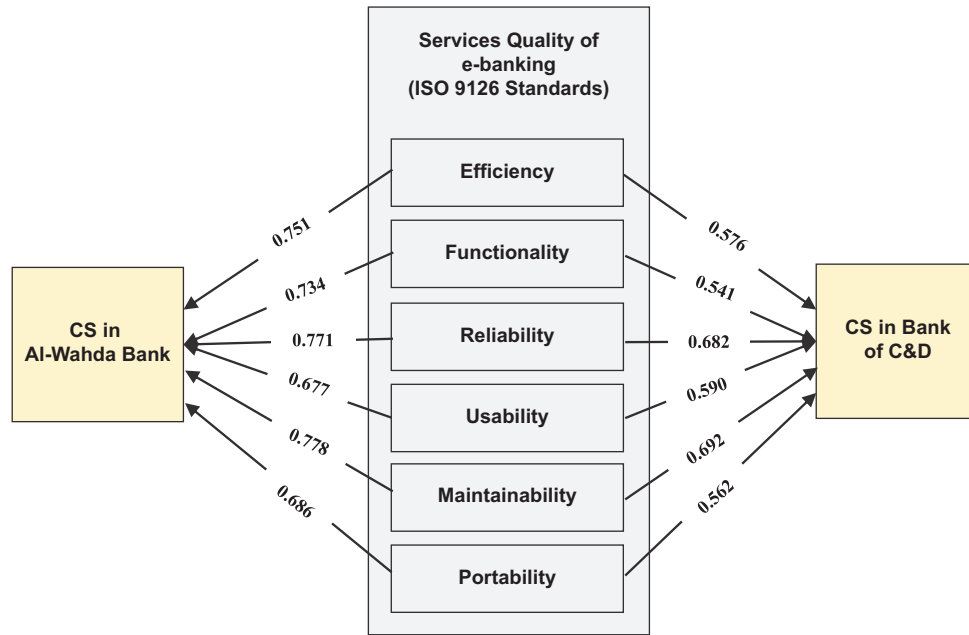 Services Quality of
e-banking
(ISO 9126 Standards)
Efficiency
0.751
0.576
Functionality
0.734
0.541
CS in
Al-Wahda Bank
Reliability
0.771
0.682
CS in Bank
of C&D
Usability
0.677
0.590
Maintainability
0.778
0.692
Portability
0.686
0.562